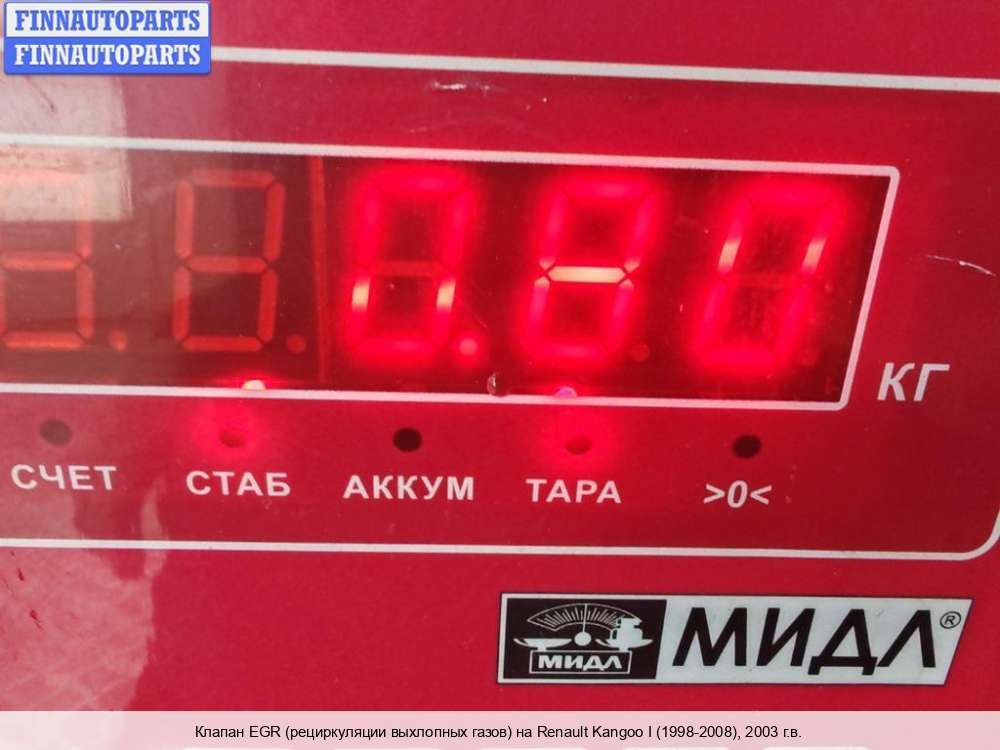 FINNAUTOPARTS
FINNAUTOPARTS
0.80
КГ
СЧЕТ СТАБ АККУМ ТАРА >0<
МИДЛ МИДЛ®
Клапан EGR (рециркуляции выхлопных газов) на Renault Kangoo I (1998-2008), 2003 г.в.